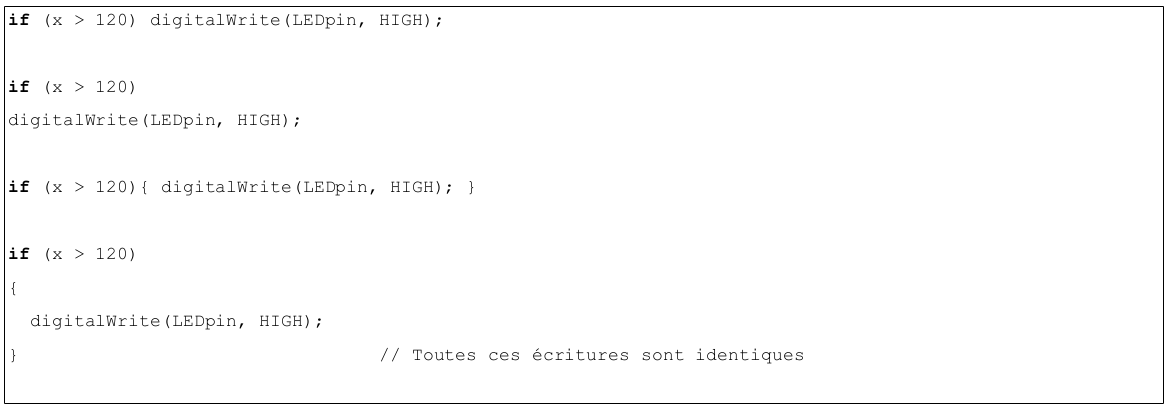 if (x > 120) digitalWrite(LEDpin, HIGH);
if (x > 120)
digitalWrite(LEDpin, HIGH);
if (x > 120){ digitalWrite(LEDpin, HIGH); }
if (x > 120)
{
digitalWrite(LEDpin, HIGH);
} // Toutes ces écritures sont identiques